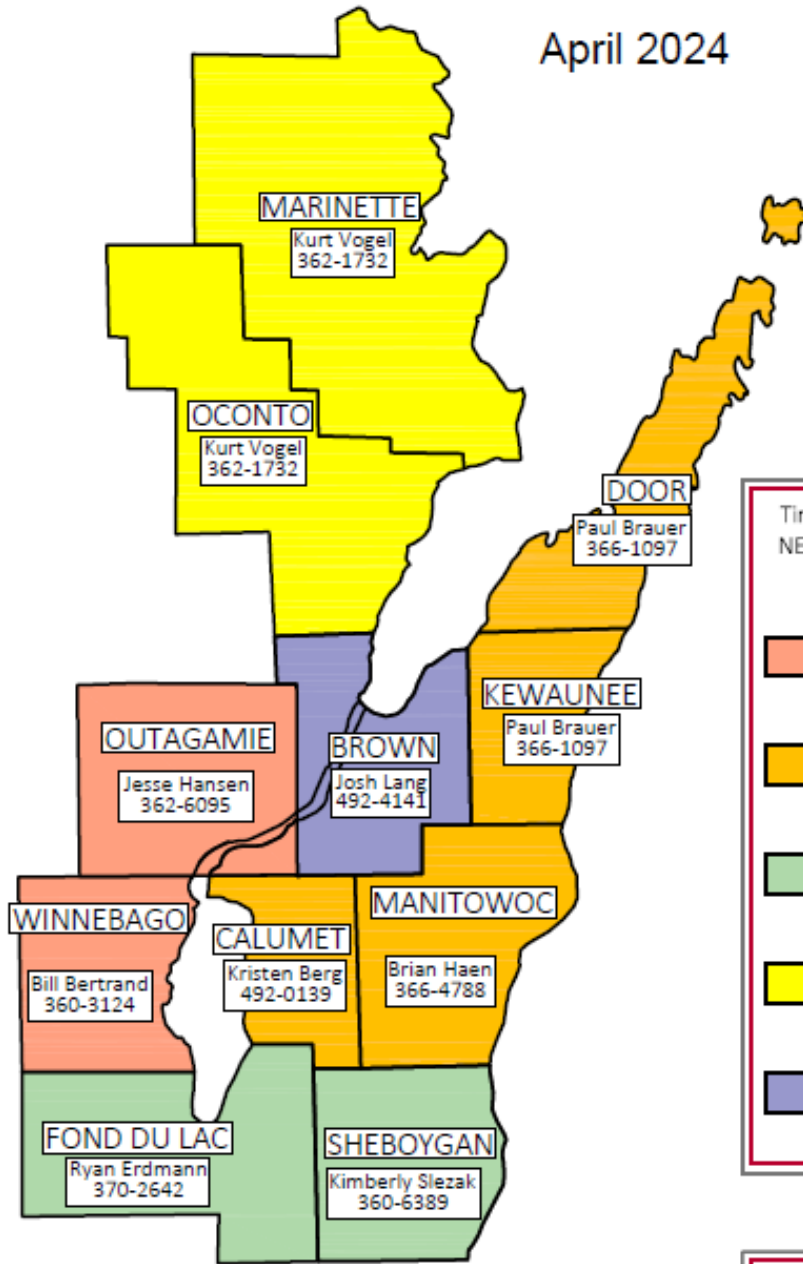 April 2024
MARINETTE
Kurt Vogel
362-1732
OCONTO
Kurt Vogel
362-1732
DOOR
Paul Brauer
366-1097
Tir
NE
KEWAUNEE
Paul Brauer
366-1097
OUTAGAMIE
Jesse Hansen
362-6095
BROWN
Josh Lang
492-4141
WINNEBAGO
Bill Bertrand
360-3124
CALUMET
Kristen Berg
492-0139
MANITOWOC
Brian Haen
366-4788
FOND DU LAC
Ryan Erdmann
370-2642
SHEBOYGAN
Kimberly Slezak
360-6389